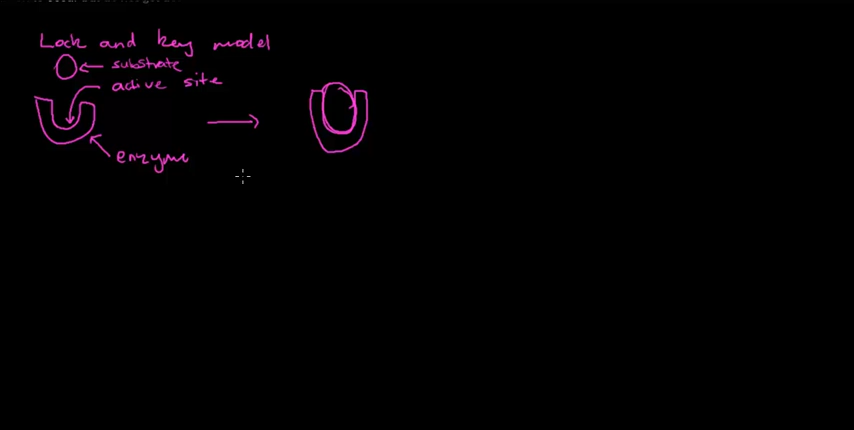 Lock and key model
substrate
active site
enzyme